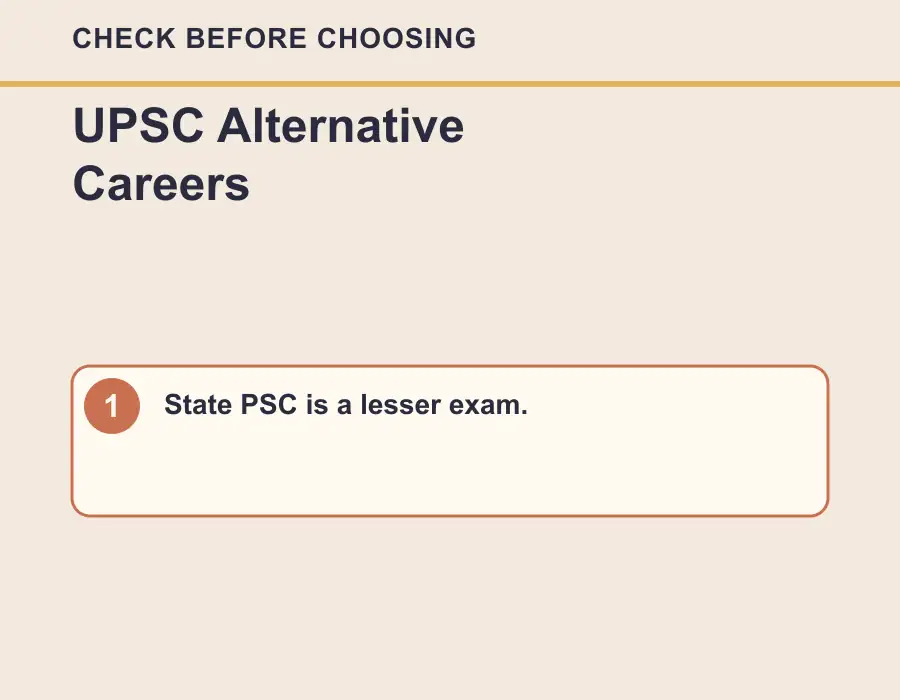 CHECK BEFORE CHOOSING
UPSC Alternative
Careers
1 State PSC is a lesser exam.